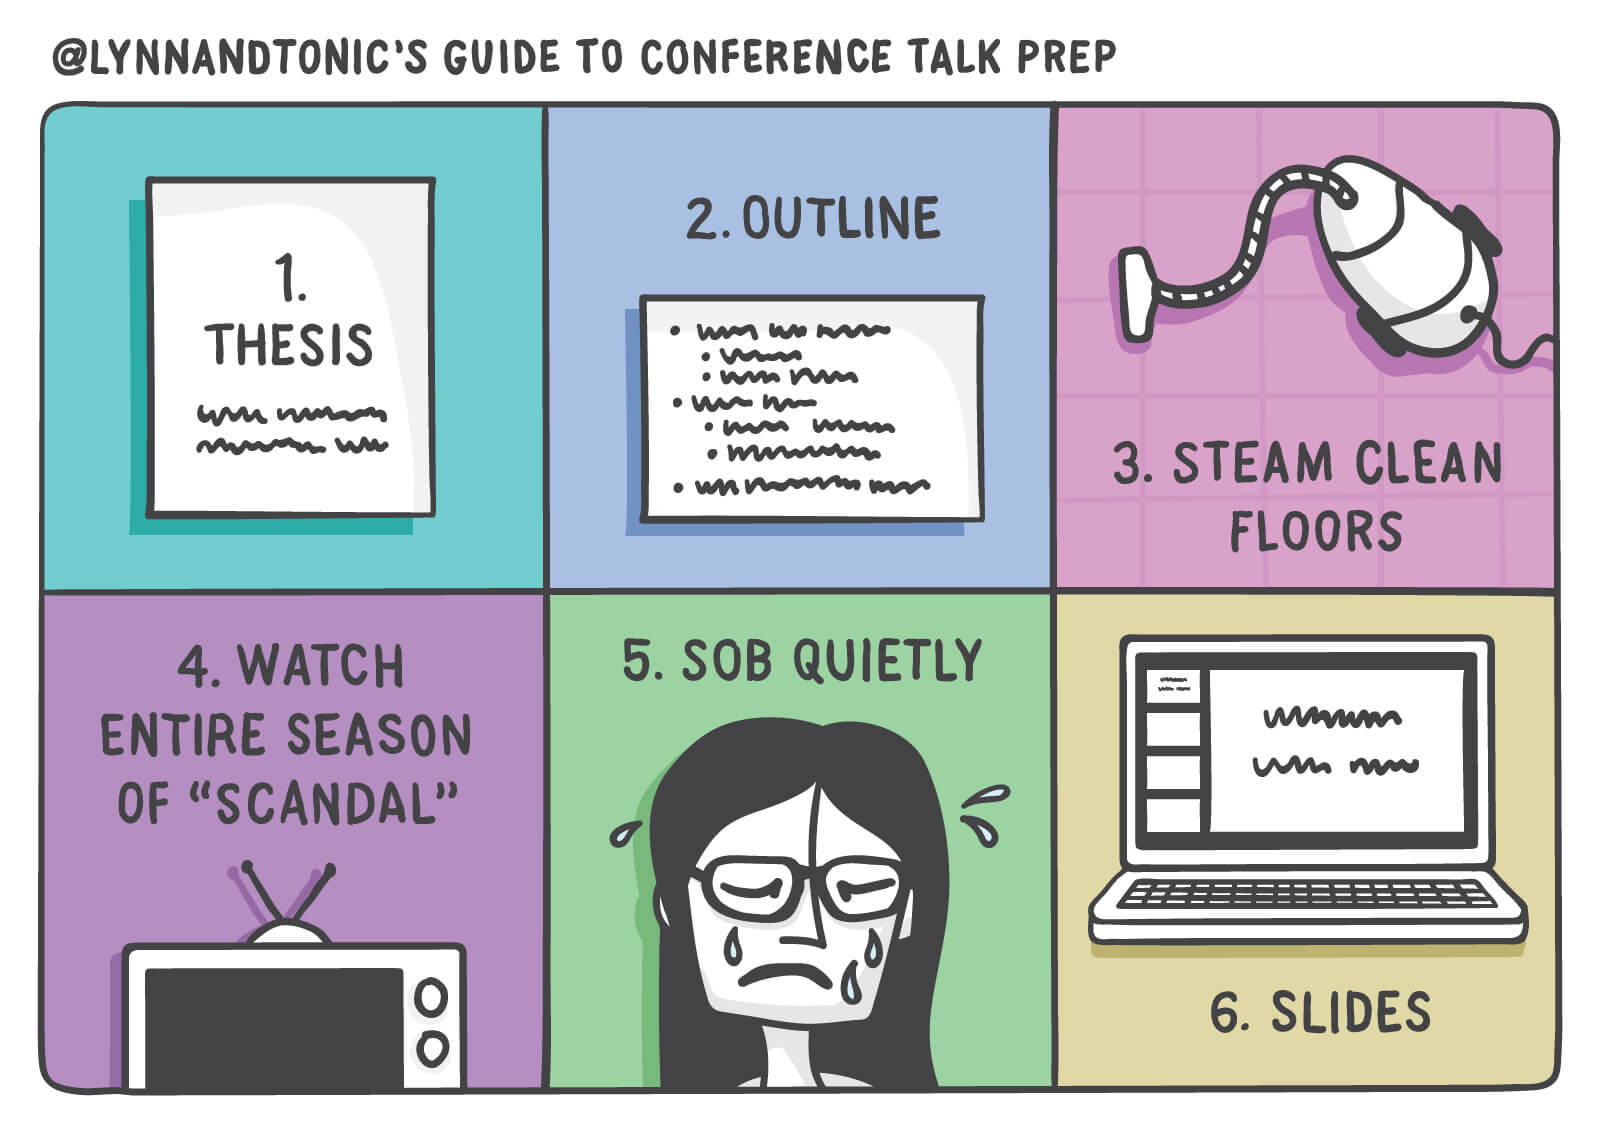 @LYNNANDTONIC'S GUIDE TO CONFERENCE TALK PREP
1.
THESIS
2. OUTLINE
3. STEAM CLEAN
FLOORS
4. WATCH
ENTIRE SEASON
OF “SCANDAL”
5. SOB QUIETLY
6. SLIDES